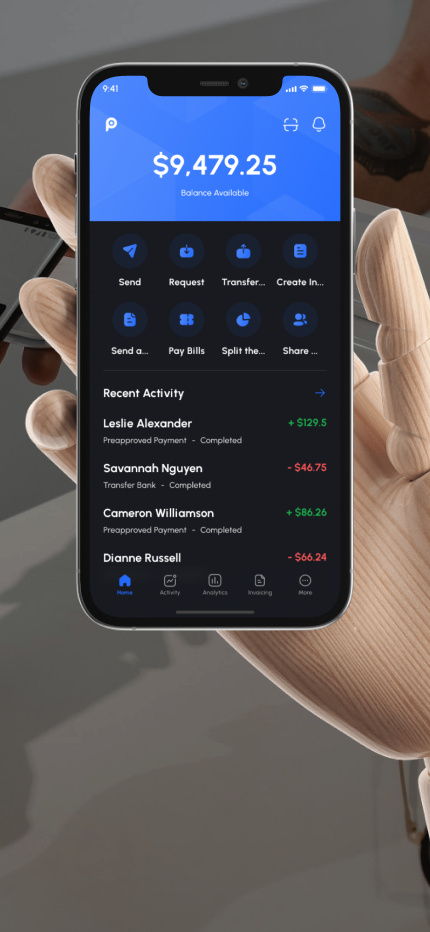 9:41
$9,479.25
Balance Available
Send Request Transfer... Create In...
Send a... Pay Bills Split the... Share ...
Recent Activity
Leslie Alexander + $129.5
Preapproved Payment - Completed
Savannah Nguyen - $46.75
Transfer Bank - Completed
Cameron Williamson + $86.26
Preapproved Payment - Completed
Dianne Russell - $66.24
Home Activity Analytics Invoicing More